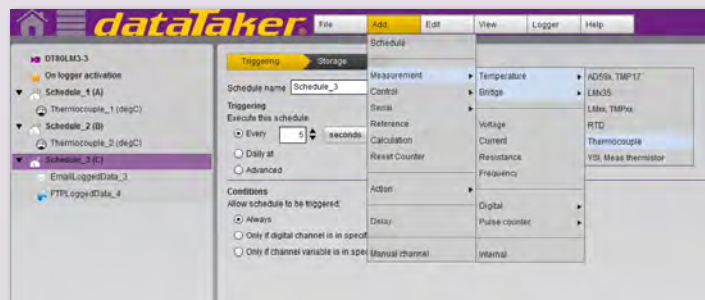 dataTaker
File Add Edit View Logger Help
DT80LM3-3
On logger activation
Schedule_1 (A)
Thermocouple_1 (degC)
Schedule_2 (B)
Thermocouple_2 (degC)
Schedule_3 (C)
EmailLoggedData_3
FTPLoggedData_4
Triggering Storage
Schedule name Schedule_3
Triggering
Execute this schedule
Every 5 seconds
Daily at
Advanced
Conditions
Allow schedule to be triggered:
Always
Only if digital channel is in specif
Only if channel variable is in spec
Schedule
Measurement
Control
Serial
Reference
Calculation
Reset Counter
Action
Delay
Manual channel
Temperature
Bridge
Voltage
Current
Resistance
Frequency
Digital
Pulse counter
Internal
AD59x, TMP17
LMx35
LMxx, TMPxx
RTD
Thermocouple
YSI, Meas thermistor